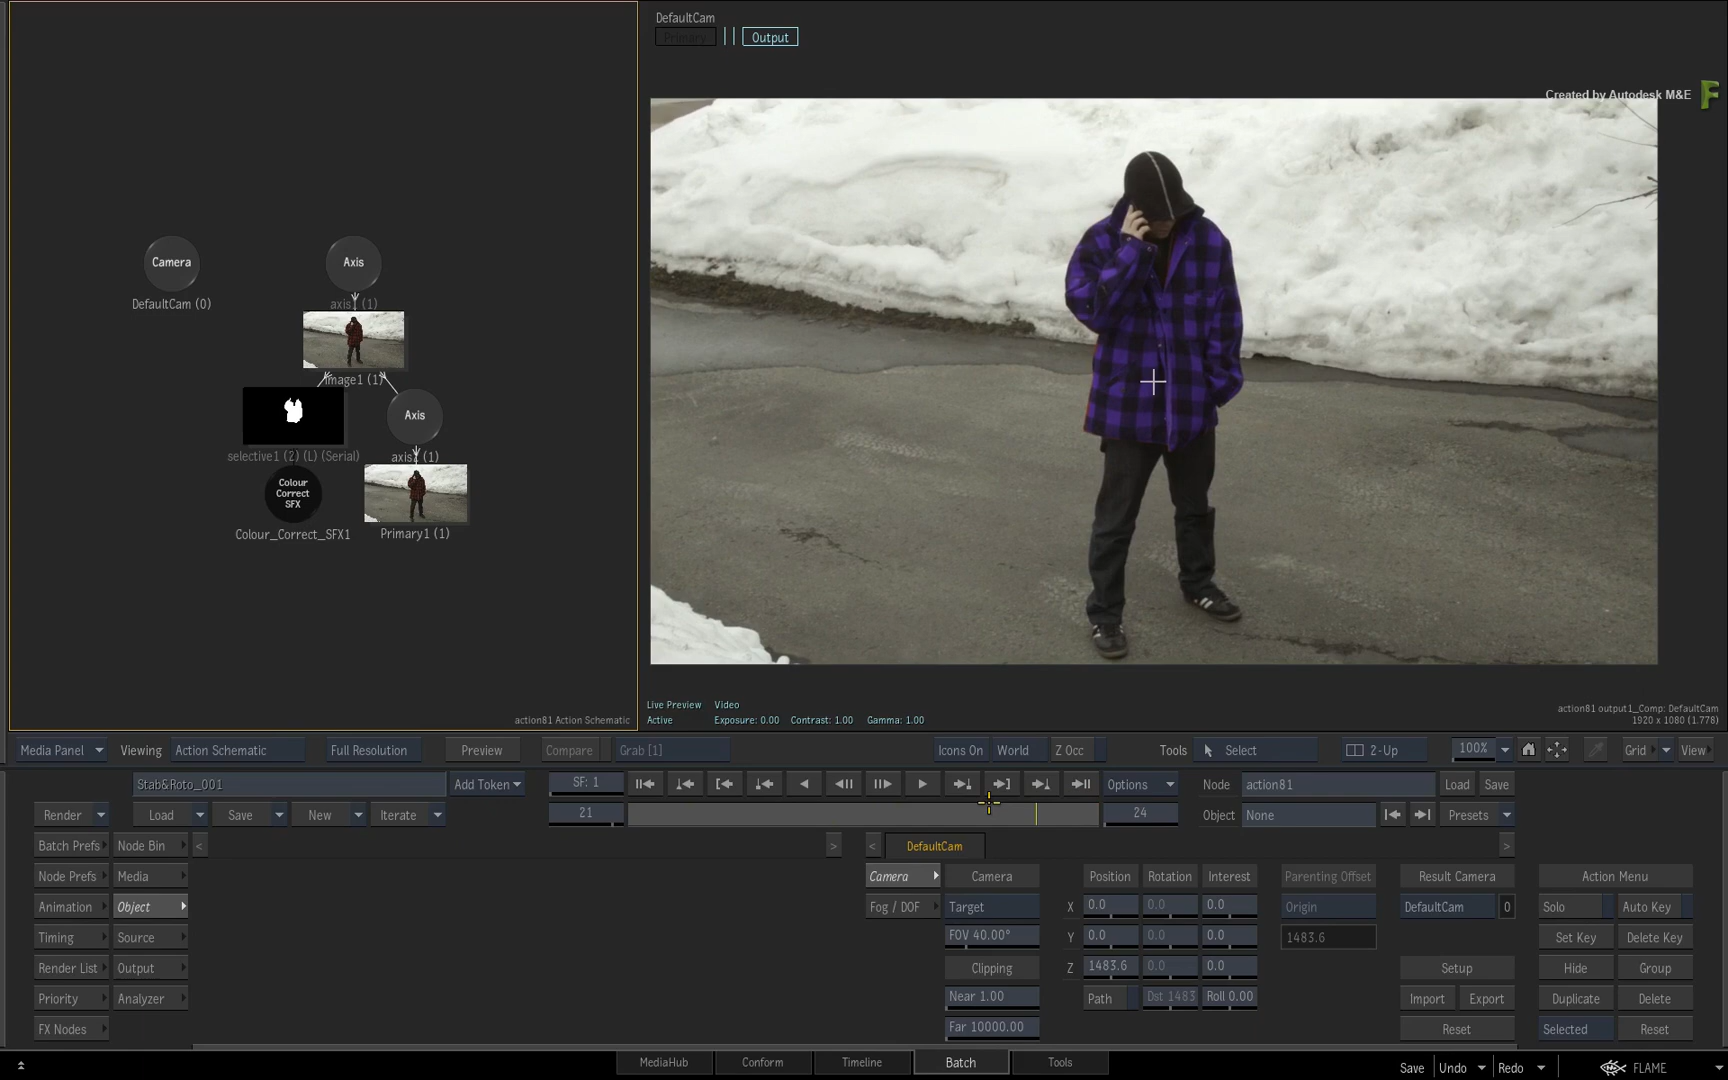 DefaultCam
Primary Output
Created by Autodesk M&E
Camera
DefaultCam (0)
Axis
axis1 (1)
image1 (1)
selective1 (2) (L) (Serial)
Axis
axis2 (1)
Colour
Correct
SFX
Colour_Correct_SFX1
Primary1 (1)
action81 Action Schematic
Live Preview Video
Active Exposure: 0.00 Contrast: 1.00 Gamma: 1.00
action81 output1_Comp: DefaultCam
1920 x 1080 (1.778)
Media Panel Viewing Action Schematic Full Resolution Preview Compare Grab [1] Icons On World Z Occ Tools Select 2-Up 100% Grid View
Stab&Roto_001 Add Token SF: 1 Options Node action81 Load Save
Render Load Save New Iterate 21 24 Object None Presets
Batch Prefs Node Bin < > < DefaultCam >
Node Prefs Media Camera Camera Position Rotation Interest Parenting Offset Result Camera Action Menu
Animation Object Fog / DOF Target X 0.0 0.0 0.0 Origin DefaultCam 0 Solo Auto Key
Timing Source FOV 40.00° Y 0.0 0.0 0.0 1483.6 Set Key Delete Key
Render List Output Clipping Z 1483.6 0.0 0.0 Setup Hide Group
Priority Analyzer Near 1.00 Path Dst 1483 Roll 0.00 Import Export Duplicate Delete
FX Nodes Far 10000.00 Reset Selected Reset
MediaHub Conform Timeline Batch Tools Save Undo Redo FLAME